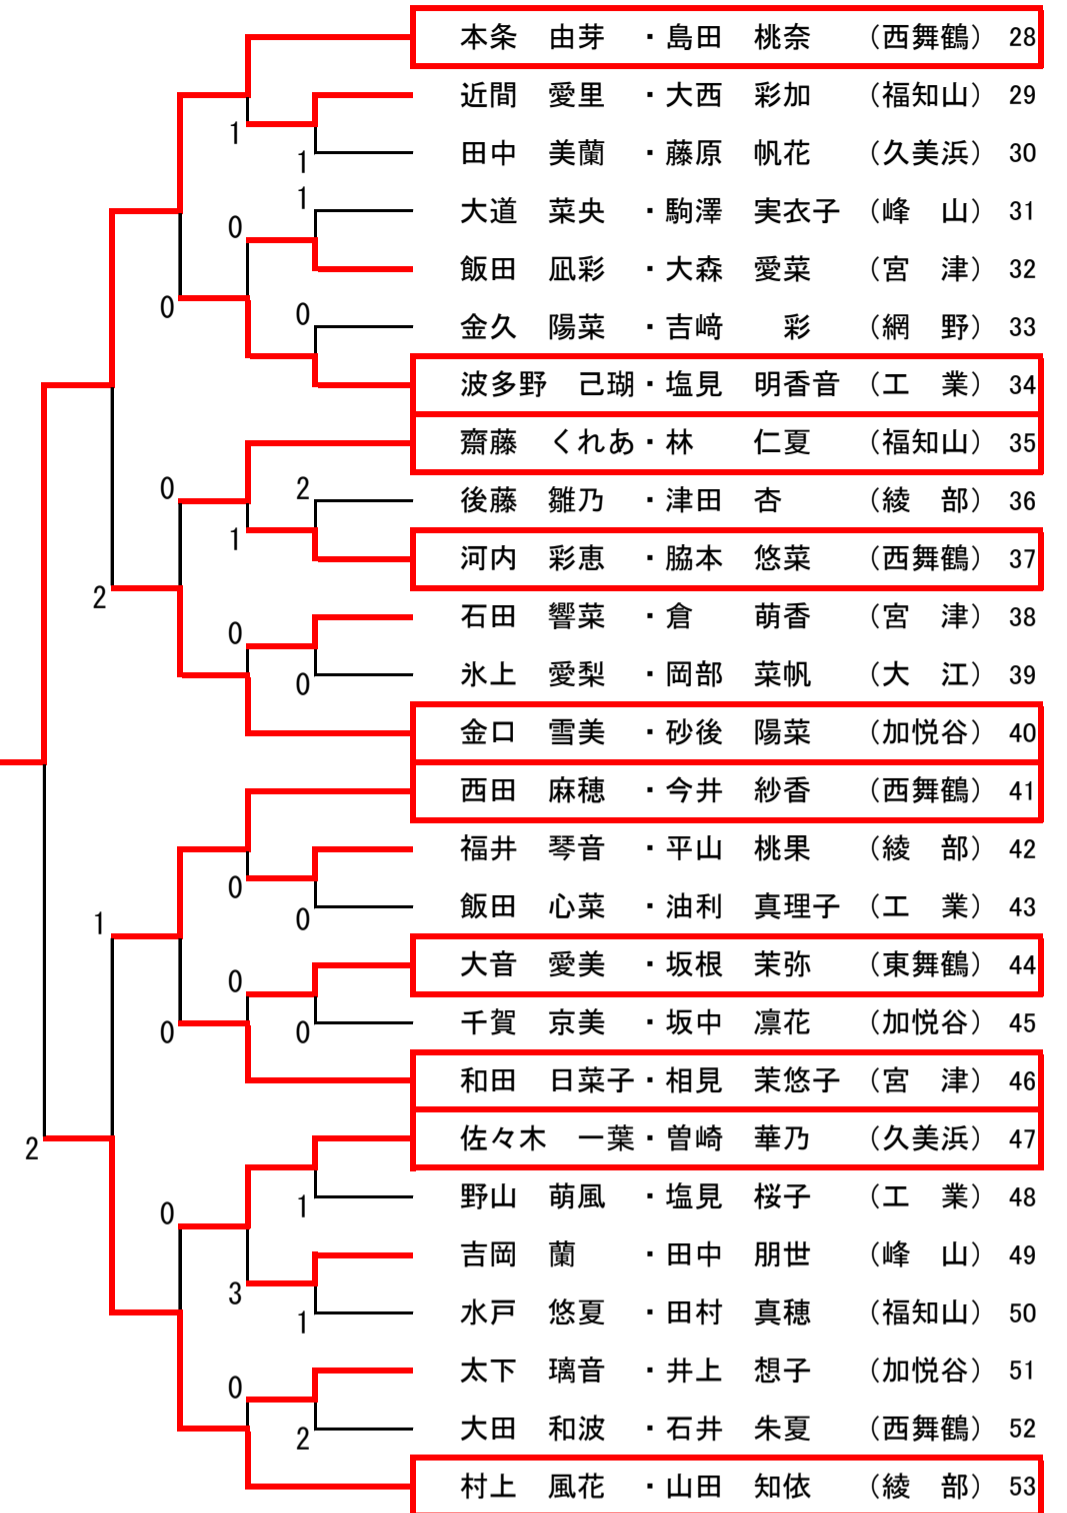 本条 由芽 ・島田 桃奈 （西舞鶴） 28
近間 愛里 ・大西 彩加 （福知山） 29
1
田中 美蘭 ・藤原 帆花 （久美浜） 30
1
1
大道 菜央 ・駒澤 実衣子 （峰 山） 31
0
飯田 凪彩 ・大森 愛菜 （宮 津） 32
0
0
金久 陽菜 ・吉﨑 彩 （網 野） 33
波多野 己瑚・塩見 明香音 （工 業） 34
齋藤 くれあ・林 仁夏 （福知山） 35
0
2
後藤 雛乃 ・津田 杏 （綾 部） 36
1
河内 彩恵 ・脇本 悠菜 （西舞鶴） 37
2
石田 響菜 ・倉 萌香 （宮 津） 38
0
氷上 愛梨 ・岡部 菜帆 （大 江） 39
0
金口 雪美 ・砂後 陽菜 （加悦谷） 40
西田 麻穂 ・今井 紗香 （西舞鶴） 41
福井 琴音 ・平山 桃果 （綾 部） 42
0
飯田 心菜 ・油利 真理子 （工 業） 43
1
0
大音 愛美 ・坂根 茉弥 （東舞鶴） 44
0
千賀 京美 ・坂中 凛花 （加悦谷） 45
0
0
和田 日菜子・相見 茉悠子 （宮 津） 46
佐々木 一葉・曽崎 華乃 （久美浜） 47
2
野山 萌風 ・塩見 桜子 （工 業） 48
1
0
吉岡 蘭 ・田中 朋世 （峰 山） 49
3
水戸 悠夏 ・田村 真穂 （福知山） 50
1
太下 璃音 ・井上 想子 （加悦谷） 51
0
大田 和波 ・石井 朱夏 （西舞鶴） 52
2
村上 風花 ・山田 知依 （綾 部） 53